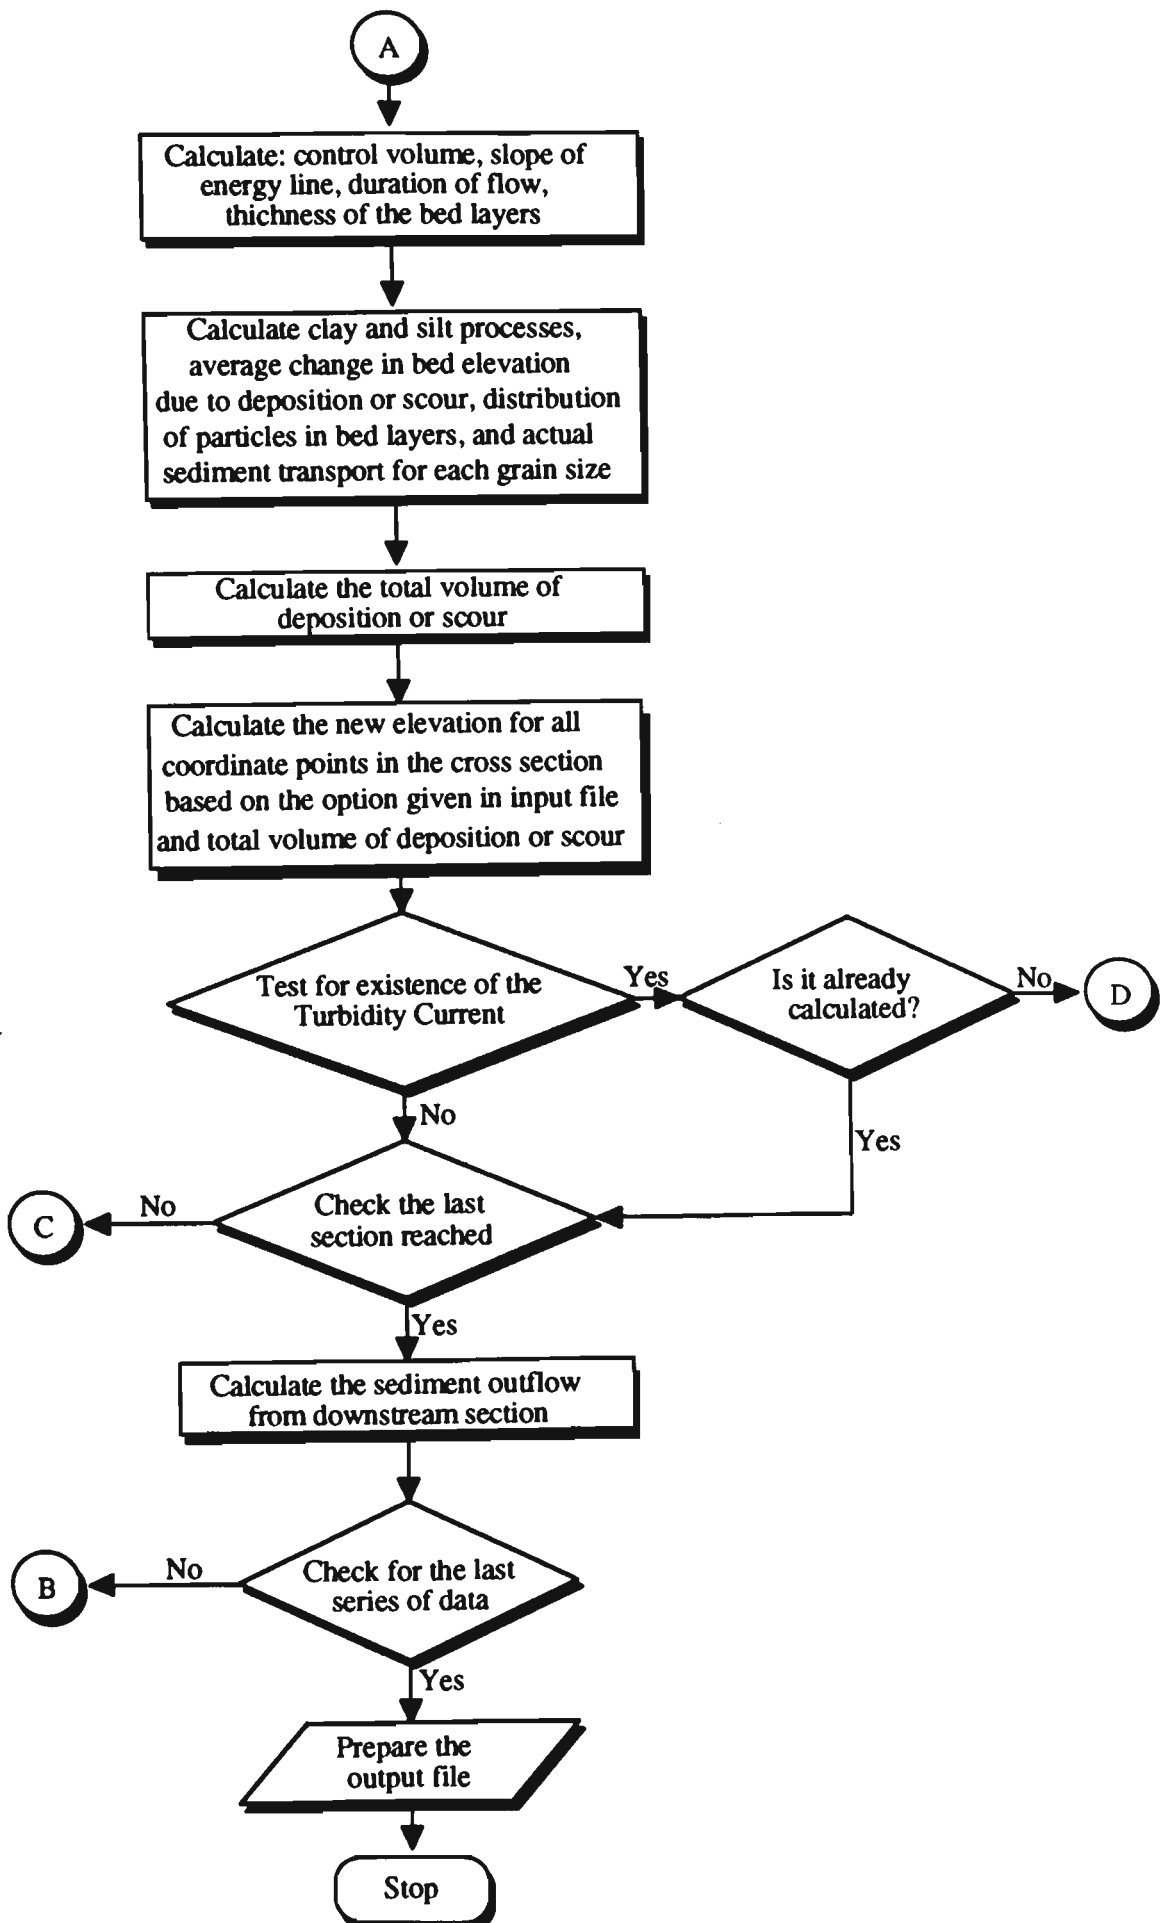 A
Calculate: control volume, slope of
energy line, duration of flow,
thichness of the bed layers
Calculate clay and silt processes,
average change in bed elevation
due to deposition or scour, distribution
of particles in bed layers, and actual
sediment transport for each grain size
Calculate the total volume of
deposition or scour
Calculate the new elevation for all
coordinate points in the cross section
based on the option given in input file
and total volume of deposition or scour
Test for existence of the
Turbidity Current
Yes
Is it already
calculated?
No
D
No
Yes
Check the last
section reached
No
C
Yes
Calculate the sediment outflow
from downstream section
Check for the last
series of data
No
B
Yes
Prepare the
output file
Stop